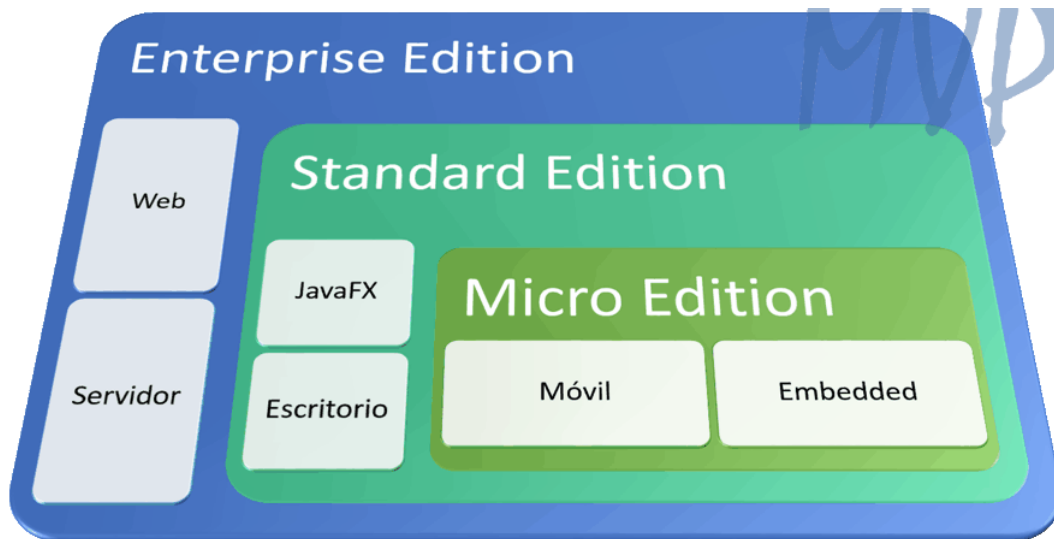 MVP
Enterprise Edition
Web
Servidor
Standard Edition
JavaFX
Escritorio
Micro Edition
Móvil
Embedded